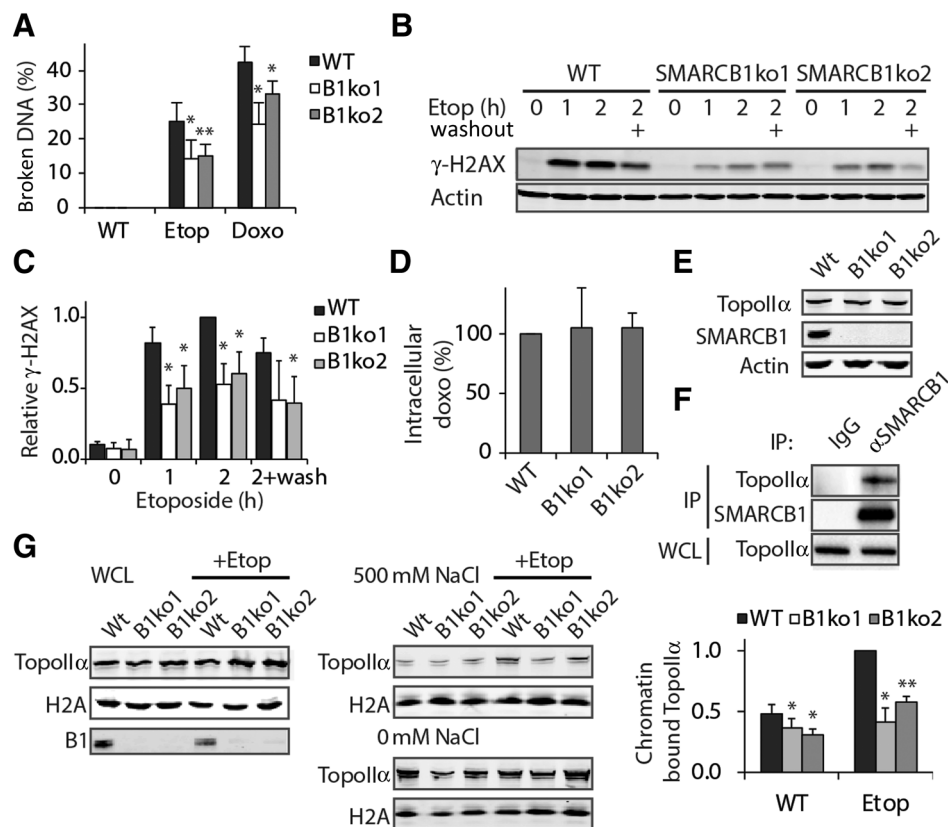 A
Broken DNA (%)
40
30
20
10
0
WT
B1ko1
B1ko2
*
**
*
*
WT
Etop
Doxo
B
WT
SMARCB1ko1
SMARCB1ko2
Etop (h) 0 1 2 2 0 1 2 2 0 1 2 2
washout + + +
γ-H2AX
Actin
C
Relative γ-H2AX
1.0
0.5
0.0
WT
B1ko1
B1ko2
* *
* *
*
0 1 2 2+wash
Etoposide (h)
D
Intracellular
doxo (%)
100
50
0
WT
B1ko1
B1ko2
E
Wt B1ko1 B1ko2
TopoIIα
SMARCB1
Actin
F
IP: IgG αSMARCB1
IP
TopoIIα
SMARCB1
WCL TopoIIα
G
WCL
+Etop
Wt B1ko1 B1ko2 Wt B1ko1 B1ko2
TopoIIα
H2A
B1
500 mM NaCl
+Etop
Wt B1ko1 B1ko2 Wt B1ko1 B1ko2
TopoIIα
H2A
0 mM NaCl
TopoIIα
H2A
WT B1ko1 B1ko2
Chromatin
bound TopoIIα
1.0
0.5
0.0
* *
* **
WT
Etop